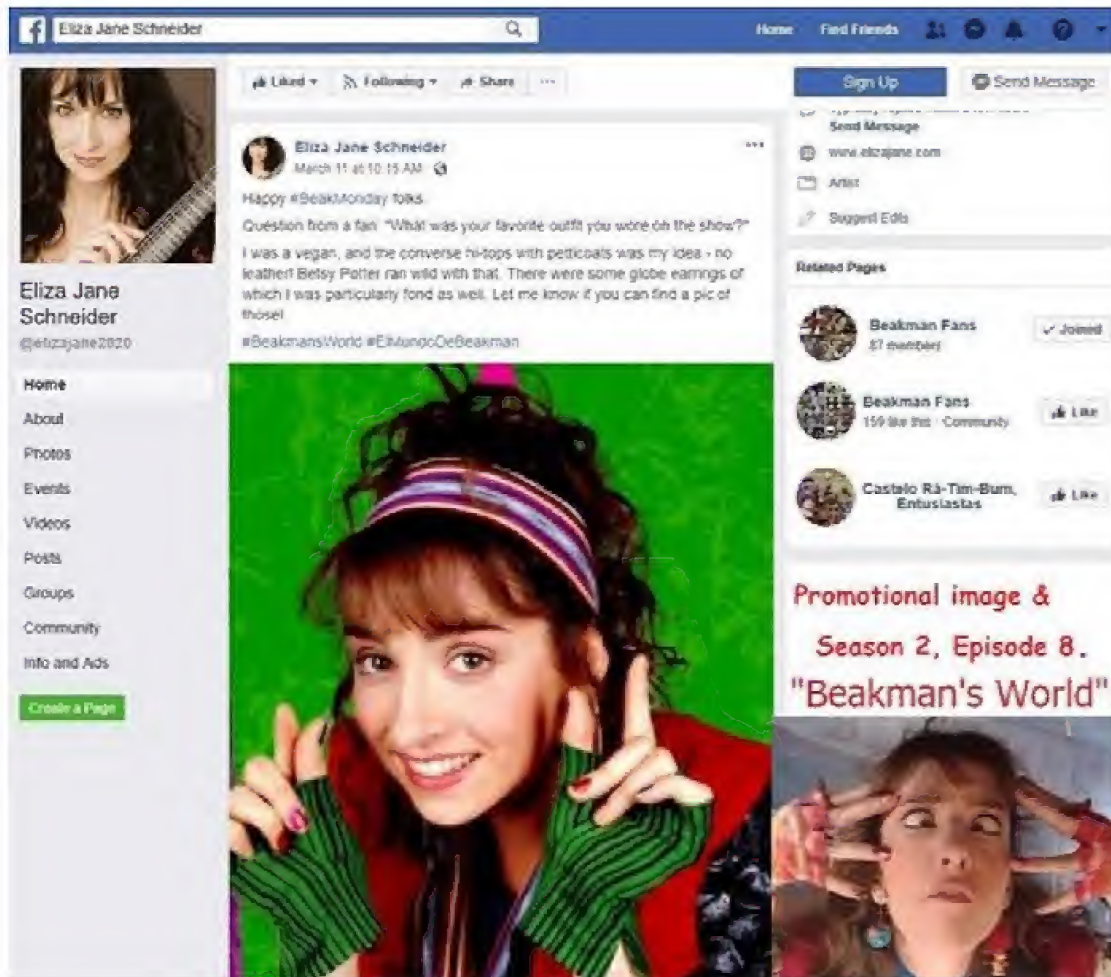 Eliza Jane Schneider
Home Find Friends
Liked Following Share ...
Sign Up Send Message
Eliza Jane
Schneider
@elizajane2020
Home
About
Photos
Events
Videos
Posts
Groups
Community
Info and Ads
Create a Page
Eliza Jane Schneider
March 11 at 10:15 AM
Happy #BeakMonday folks.
Question from a fan: "What was your favorite outfit you wore on the show?"
I was a vegan, and the converse hi-tops with petticoats was my idea - no
leather! Betsy Potter ran wild with that. There were some globe earrings of
which I was particularly fond as well. Let me know if you can find a pic of
those!
#BeakmansWorld #ElMundoDeBeakman
Send Message
www.elizajane.com
Artist
Suggest Edits
Related Pages
Beakman Fans
87 members
Joined
Beakman Fans
159 like this · Community
Like
Castelo Rá-Tim-Bum,
Entusiastas
Like
Promotional image &
Season 2, Episode 8.
"Beakman's World"